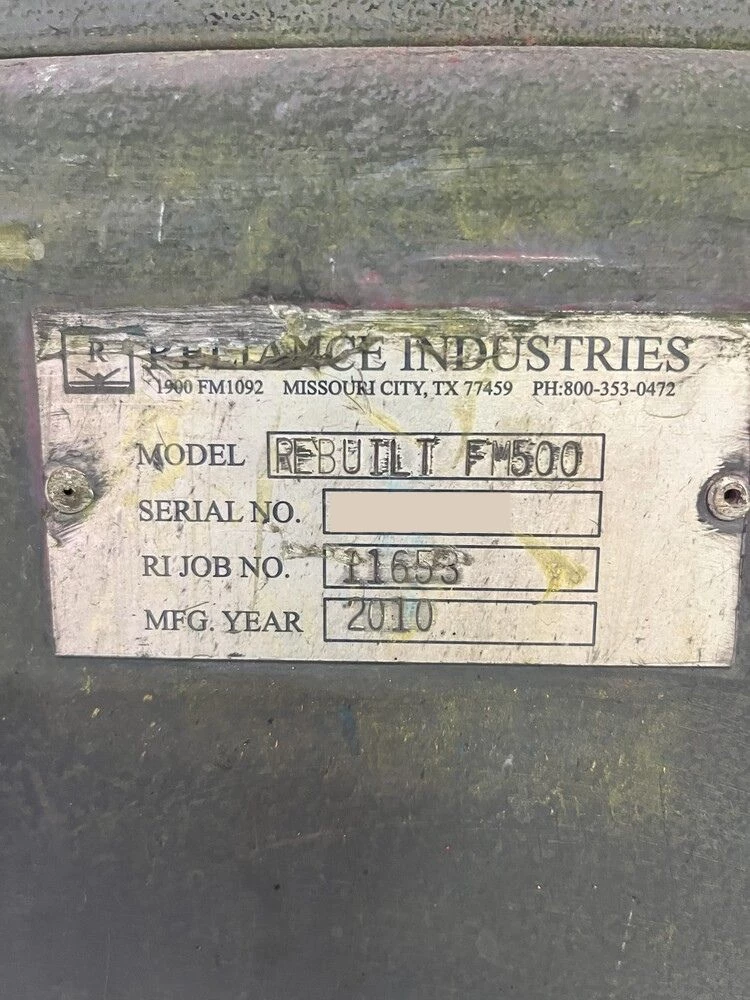 R RELIANCE INDUSTRIES
1900 FM1092 MISSOURI CITY, TX 77459 PH:800-353-0472
MODEL REBUILT FM500
SERIAL NO.
RI JOB NO. 11653
MFG. YEAR 2010